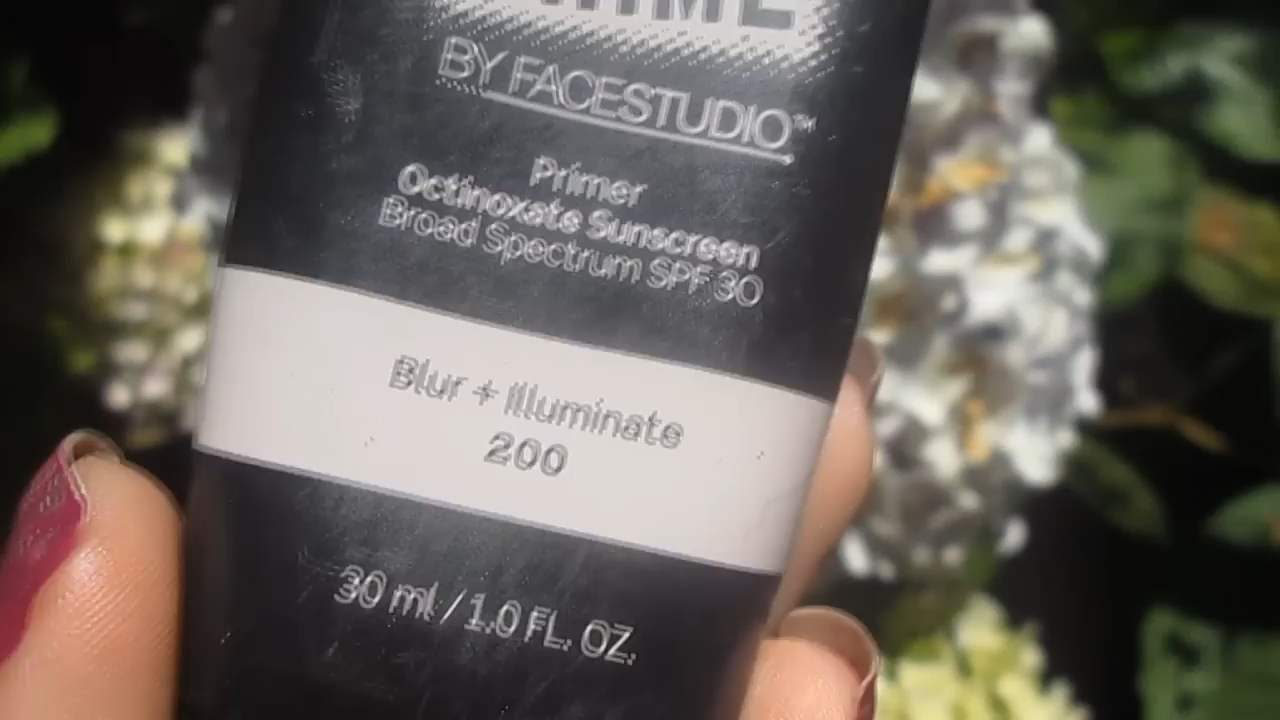 BY FACESTUDIO™
Primer
Octinoxate Sunscreen
Broad Spectrum SPF 30
Blur + Illuminate
200
30 ml / 1.0 FL. OZ.